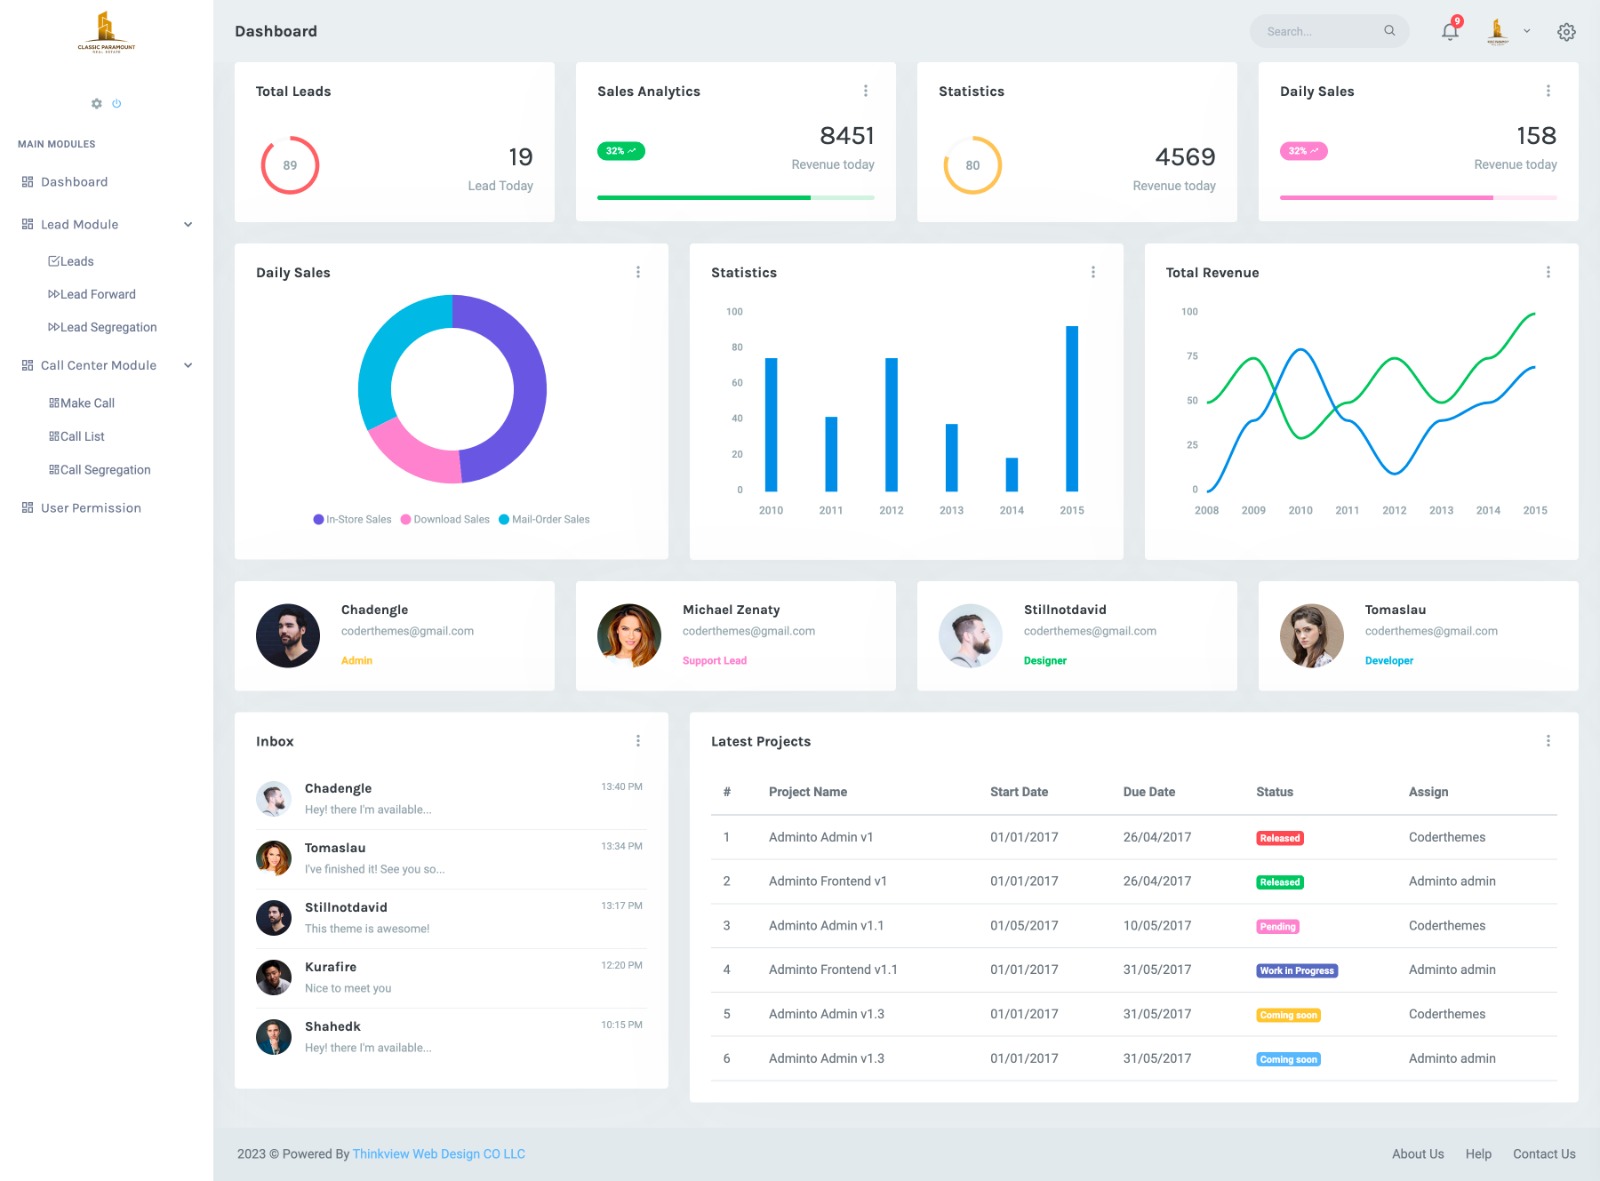 CLASSIC PARAMOUNT
REAL ESTATE
MAIN MODULES
Dashboard
Lead Module
Leads
Lead Forward
Lead Segregation
Call Center Module
Make Call
Call List
Call Segregation
User Permission
Dashboard
Search...
9
Total Leads
89
19
Lead Today
Sales Analytics
32%
8451
Revenue today
Statistics
80
4569
Revenue today
Daily Sales
32%
158
Revenue today
Daily Sales
In-Store Sales Download Sales Mail-Order Sales
Statistics
100
80
60
40
20
0
2010 2011 2012 2013 2014 2015
Total Revenue
100
75
50
25
0
2008 2009 2010 2011 2012 2013 2014 2015
Chadengle
coderthemes@gmail.com
Admin
Michael Zenaty
coderthemes@gmail.com
Support Lead
Stillnotdavid
coderthemes@gmail.com
Designer
Tomaslau
coderthemes@gmail.com
Developer
Inbox
Chadengle 13:40 PM
Hey! there I'm available...
Tomaslau 13:34 PM
I've finished it! See you so...
Stillnotdavid 13:17 PM
This theme is awesome!
Kurafire 12:20 PM
Nice to meet you
Shahedk 10:15 PM
Hey! there I'm available...
Latest Projects
# Project Name Start Date Due Date Status Assign
1 Adminto Admin v1 01/01/2017 26/04/2017 Released Coderthemes
2 Adminto Frontend v1 01/01/2017 26/04/2017 Released Adminto admin
3 Adminto Admin v1.1 01/05/2017 10/05/2017 Pending Coderthemes
4 Adminto Frontend v1.1 01/01/2017 31/05/2017 Work in Progress Adminto admin
5 Adminto Admin v1.3 01/01/2017 31/05/2017 Coming soon Coderthemes
6 Adminto Admin v1.3 01/01/2017 31/05/2017 Coming soon Adminto admin
2023 © Powered By Thinkview Web Design CO LLC
About Us Help Contact Us